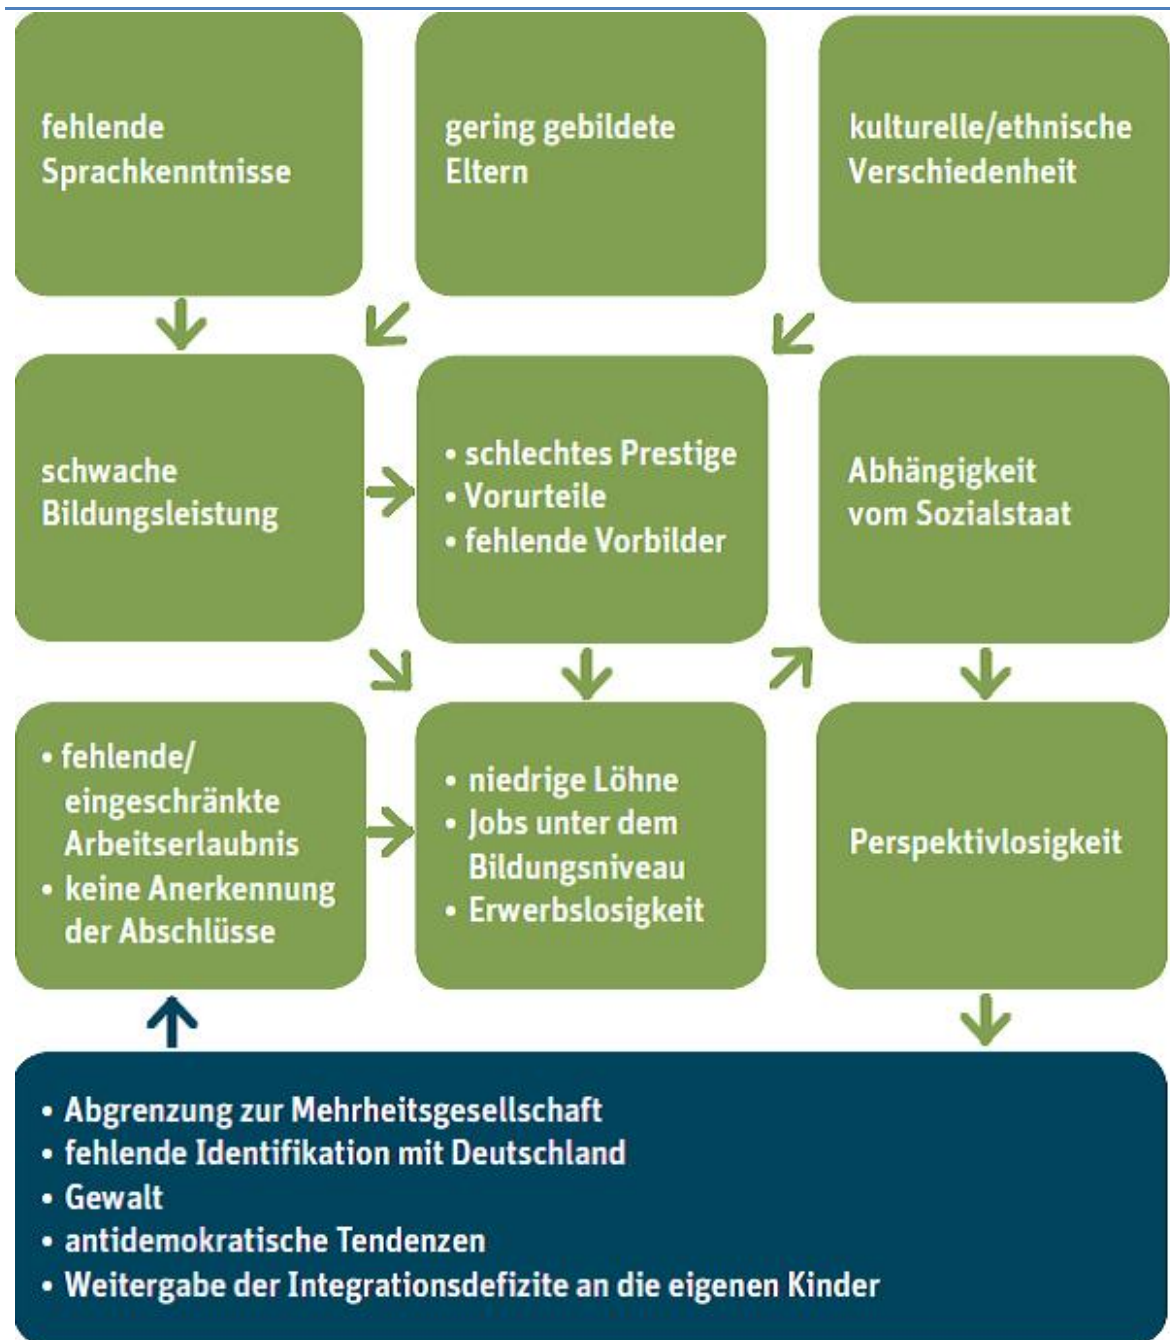 fehlende
Sprachkenntnisse
gering gebildete
Eltern
kulturelle/ethnische
Verschiedenheit
schwache
Bildungsleistung
• schlechtes Prestige
• Vorurteile
• fehlende Vorbilder
Abhängigkeit
vom Sozialstaat
• fehlende/
eingeschränkte
Arbeitserlaubnis
• keine Anerkennung
der Abschlüsse
• niedrige Löhne
• Jobs unter dem
Bildungsniveau
• Erwerbslosigkeit
Perspektivlosigkeit
• Abgrenzung zur Mehrheitsgesellschaft
• fehlende Identifikation mit Deutschland
• Gewalt
• antidemokratische Tendenzen
• Weitergabe der Integrationsdefizite an die eigenen Kinder